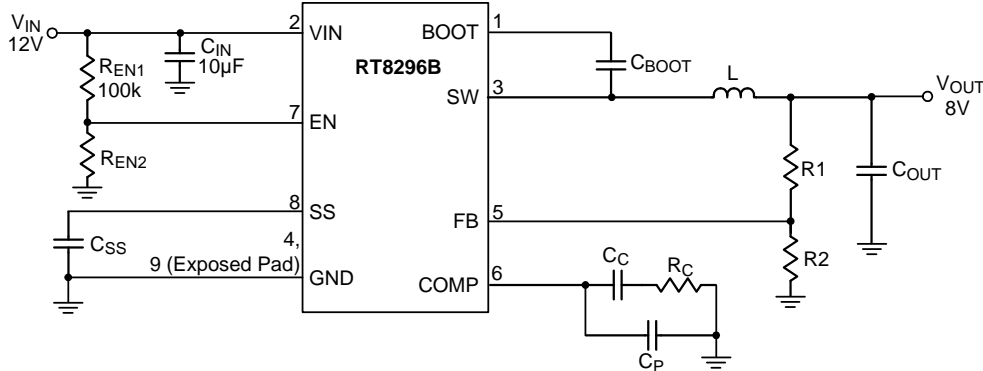 VIN
12V
REN1
100k
REN2
CIN
10µF
CSS
2
VIN
7
EN
8
SS
4,
9 (Exposed Pad)
GND
RT8296B
BOOT
1
SW
3
FB
5
COMP
6
CBOOT
L
VOUT
8V
R1
COUT
R2
CC
RC
CP